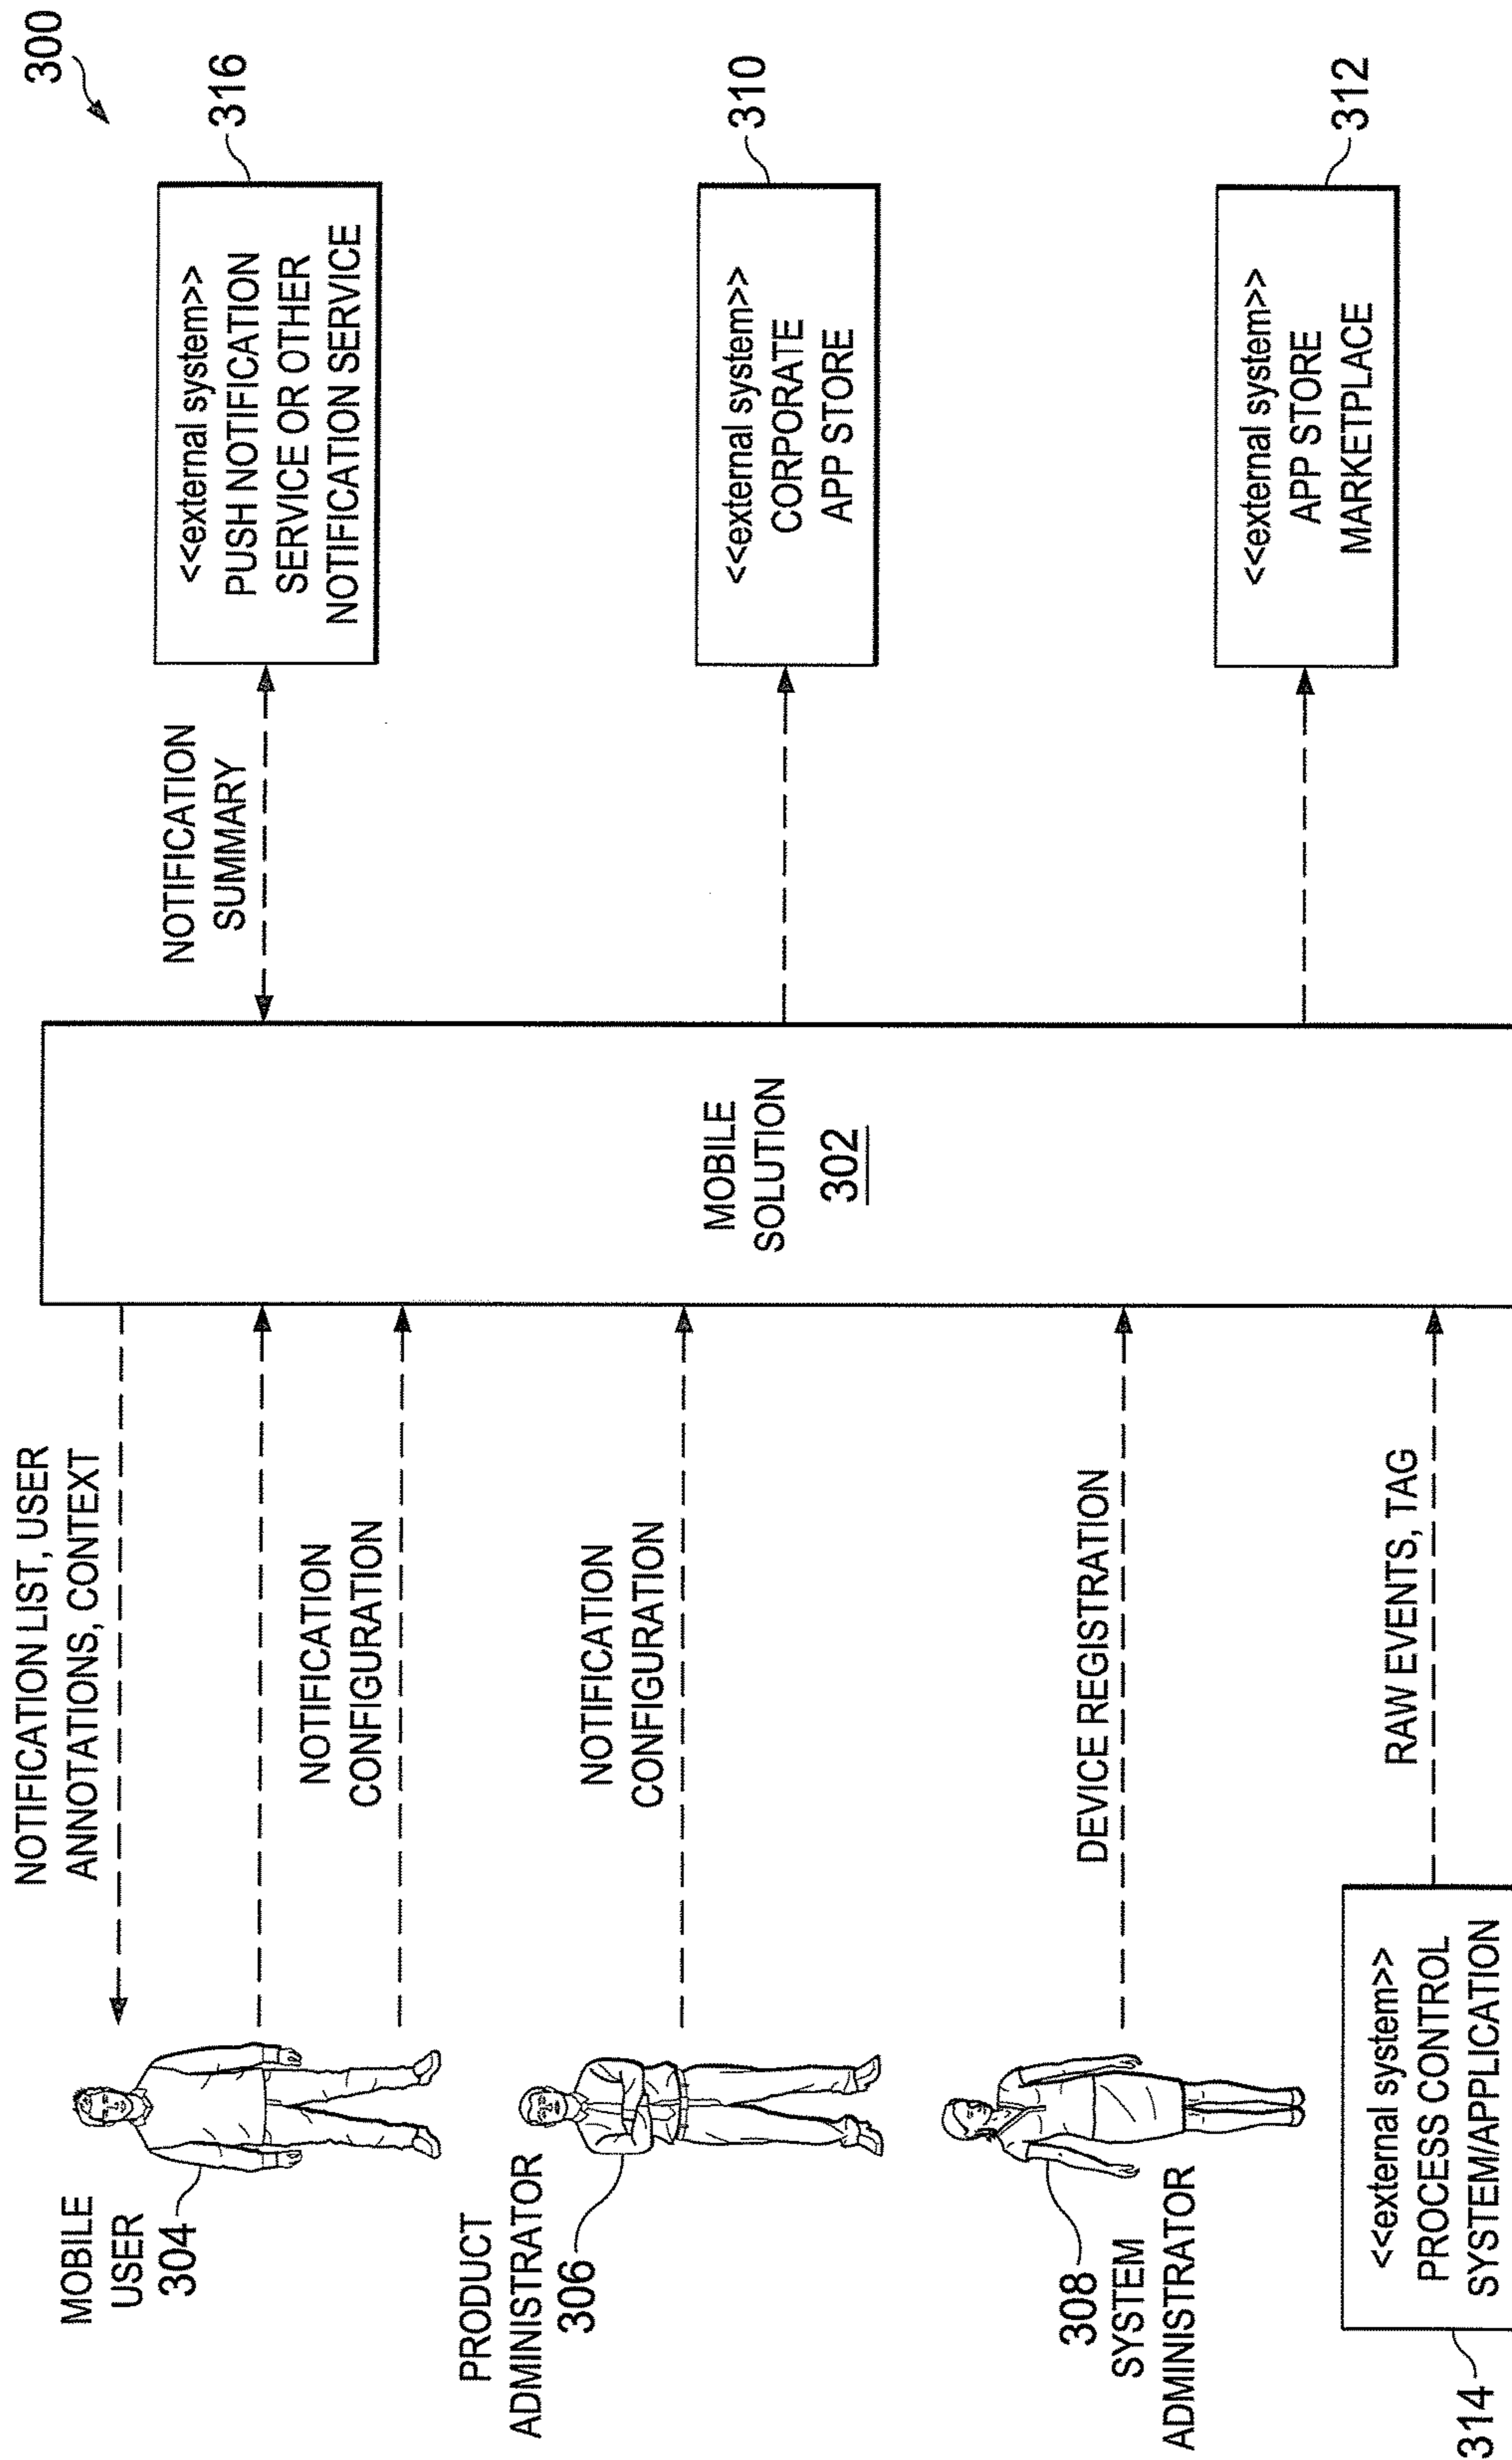 300
MOBILE
USER
304
NOTIFICATION LIST, USER
ANNOTATIONS, CONTEXT
NOTIFICATION
CONFIGURATION
PRODUCT
ADMINISTRATOR
306
NOTIFICATION
CONFIGURATION
308
SYSTEM
ADMINISTRATOR
DEVICE REGISTRATION
<<external system>>
PROCESS CONTROL
SYSTEM/APPLICATION
314
RAW EVENTS, TAG
MOBILE
SOLUTION
302
NOTIFICATION
SUMMARY
<<external system>>
PUSH NOTIFICATION
SERVICE OR OTHER
NOTIFICATION SERVICE
316
<<external system>>
CORPORATE
APP STORE
310
<<external system>>
APP STORE
MARKETPLACE
312